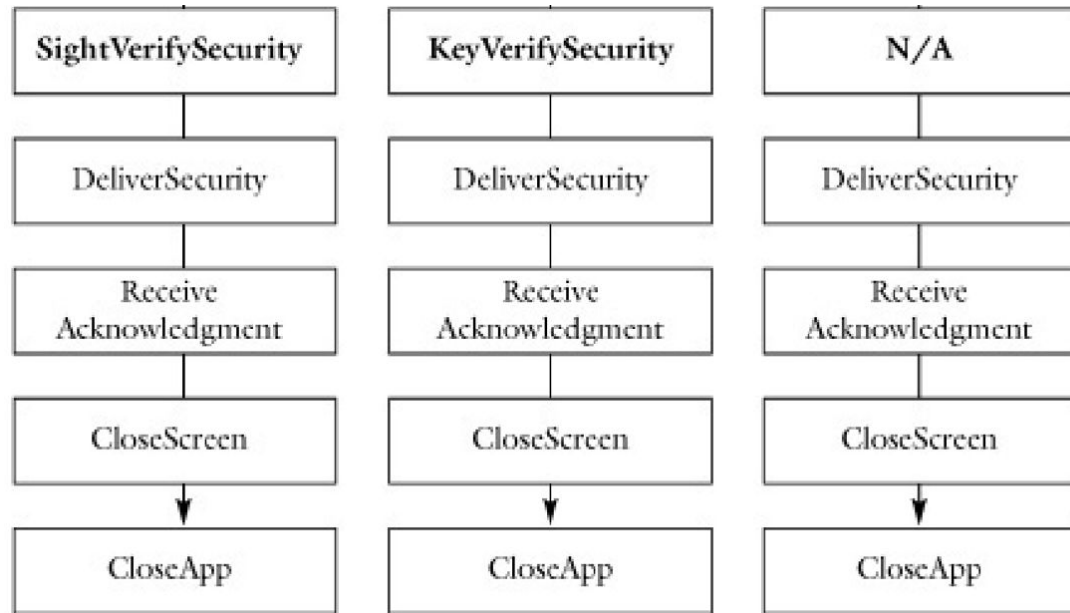 SightVerifySecurity
KeyVerifySecurity
N/A
DeliverSecurity
DeliverSecurity
DeliverSecurity
Receive
Acknowledgment
Receive
Acknowledgment
Receive
Acknowledgment
CloseScreen
CloseScreen
CloseScreen
CloseApp
CloseApp
CloseApp